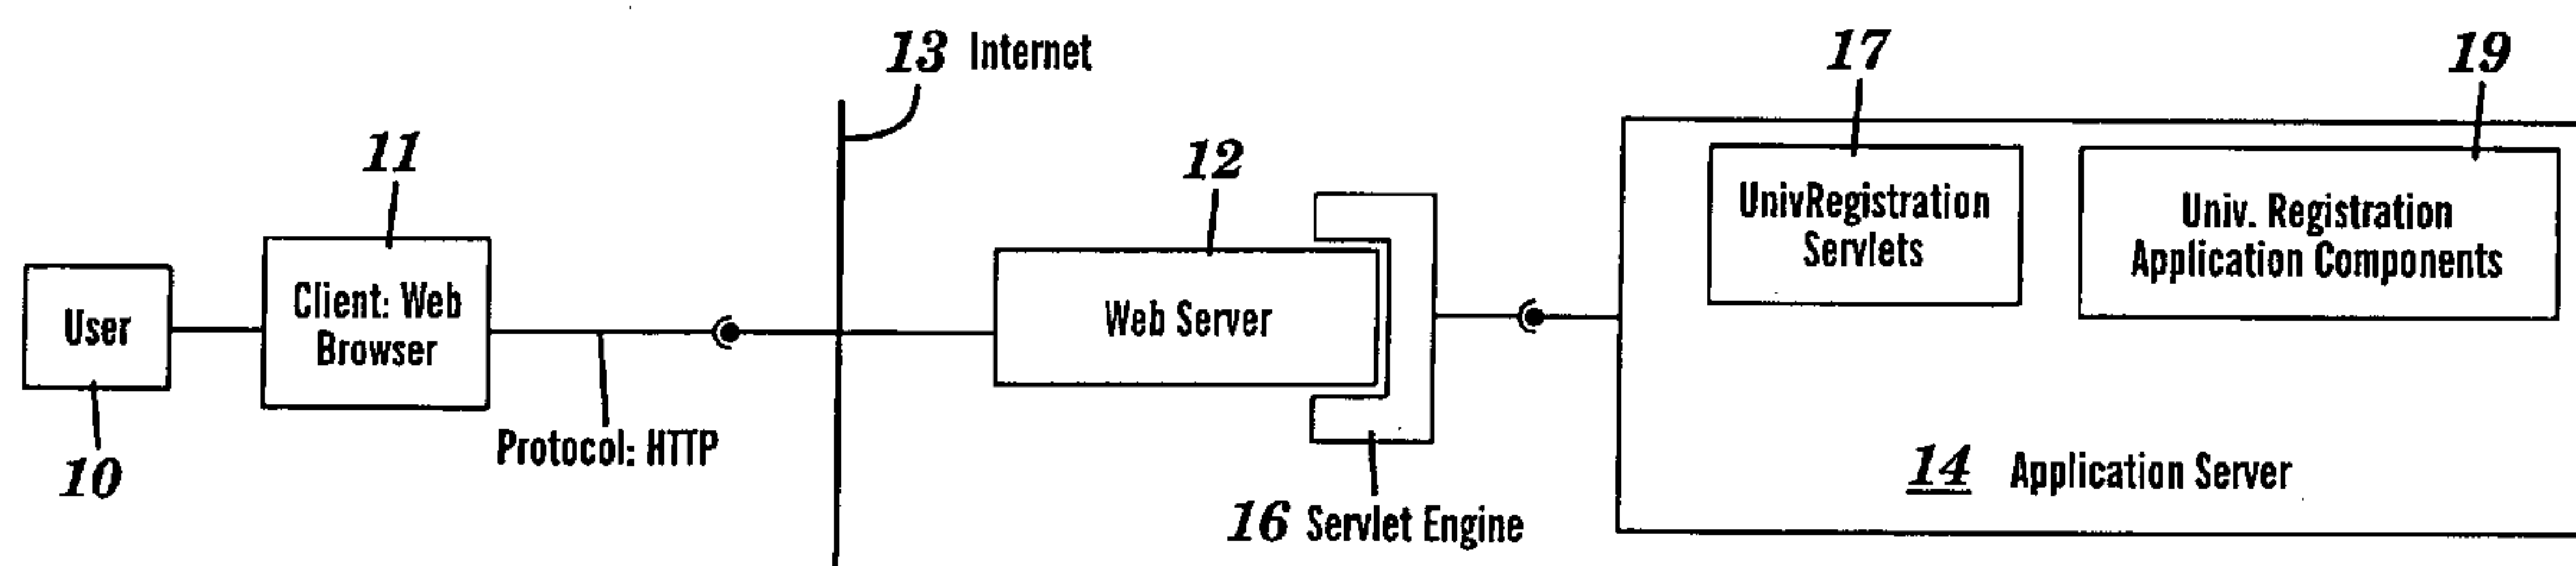 13 Internet
17
19
11
12
UnivRegistration
Servlets
Univ. Registration
Application Components
User
Client: Web
Browser
Web Server
Protocol: HTTP
10
16 Servlet Engine
14 Application Server